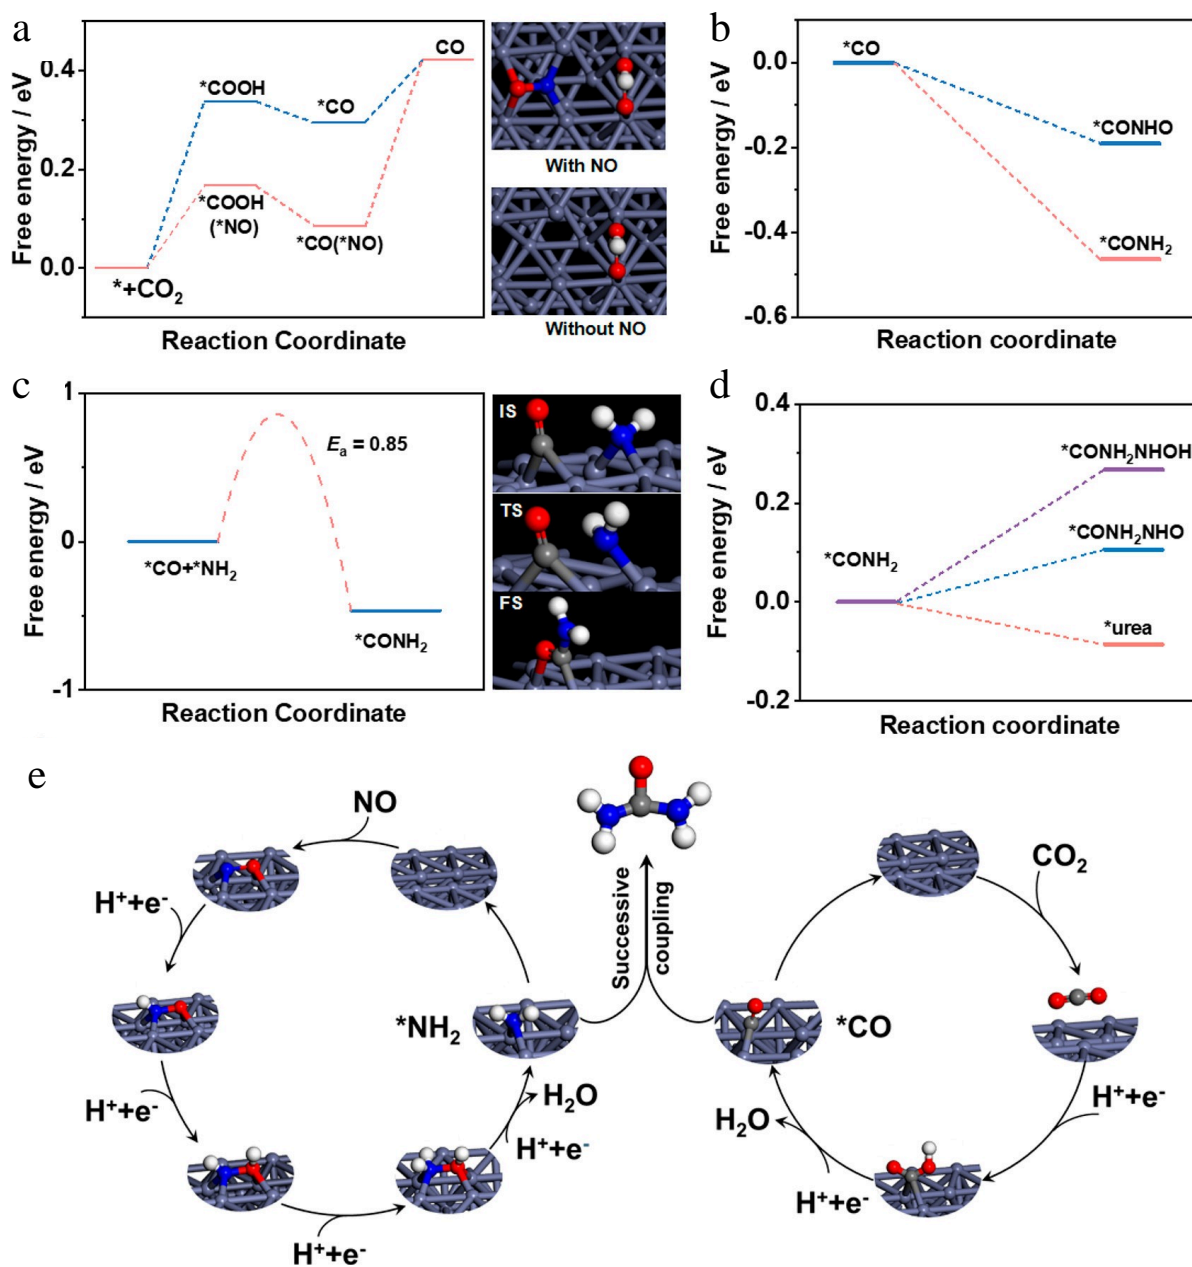 a
Free energy / eV
0.4
0.2
0.0
*COOH
*CO
CO
*COOH
(*NO)
*CO(*NO)
*+CO₂
Reaction Coordinate
With NO
Without NO
b
Free energy / eV
0.0
-0.2
-0.4
-0.6
*CO
*CONHO
*CONH₂
Reaction coordinate
c
Free energy / eV
1
0
-1
Eₐ = 0.85
*CO+*NH₂
*CONH₂
Reaction Coordinate
IS
TS
FS
d
Free energy / eV
0.4
0.2
0.0
-0.2
*CONH₂NHOH
*CONH₂
*CONH₂NHO
*urea
Reaction coordinate
e
NO
H⁺+e⁻
H⁺+e⁻
H⁺+e⁻
H⁺+e⁻
H₂O
*NH₂
Successive
coupling
*CO
CO₂
H⁺+e⁻
H₂O
H⁺+e⁻